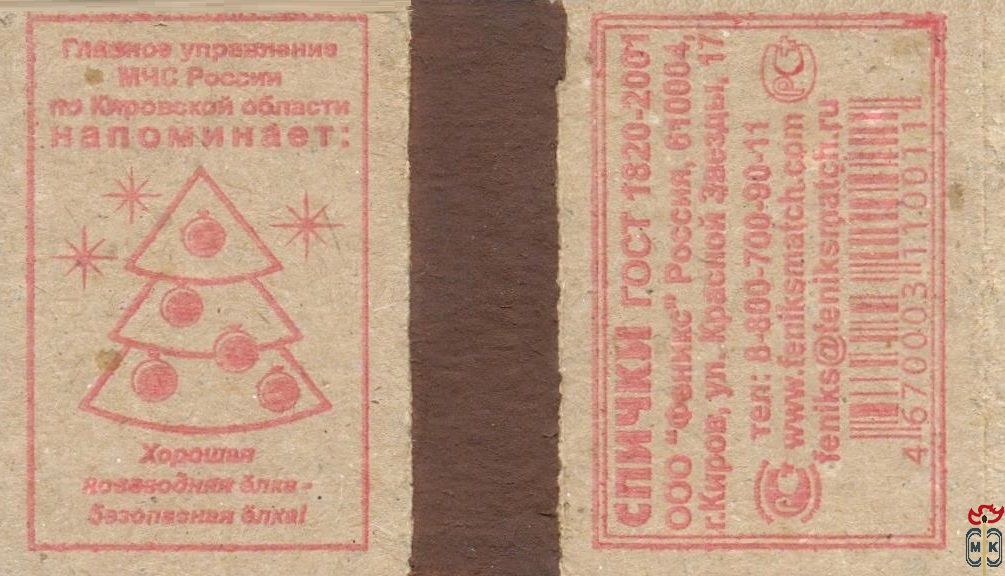 Главное управление
МЧС России
по Кировской области
напоминает:
Хорошая
новогодняя ёлка -
безопасная ёлка!
СПИЧКИ ГОСТ 1820-2001
ООО "Феникс" Россия, 610004,
г.Киров, ул. Красной Звезды, 17
тел: 8-800-700-90-11
www.feniksmatch.com
feniks@feniksmatch.ru
4 670003 110011
МК